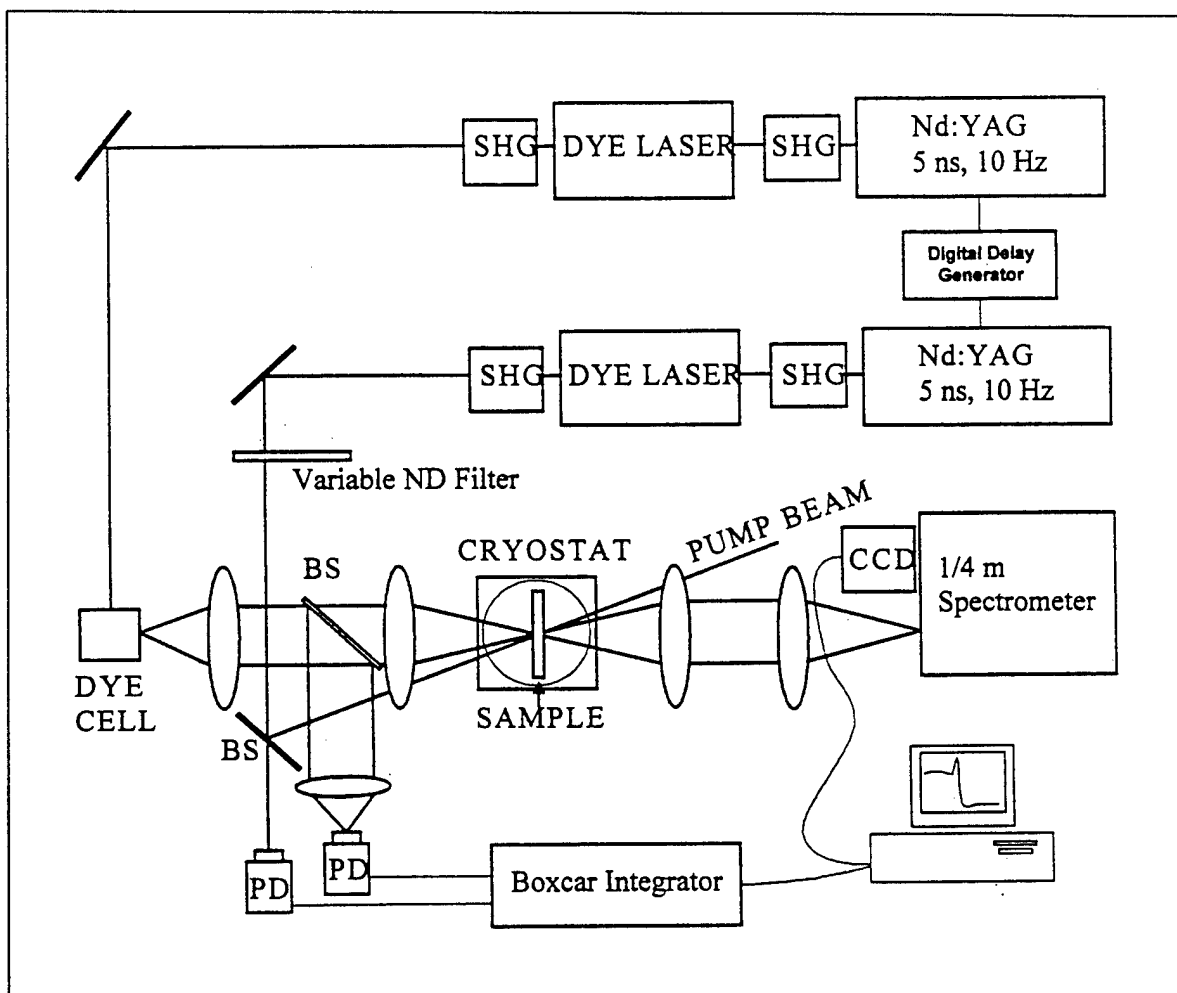 SHG
DYE LASER
SHG
Nd:YAG
5 ns, 10 Hz
Digital Delay
Generator
SHG
DYE LASER
SHG
Nd:YAG
5 ns, 10 Hz
Variable ND Filter
PUMP BEAM
CRYOSTAT
BS
CCD
1/4 m
Spectrometer
DYE
CELL
SAMPLE
BS
PD
PD
Boxcar Integrator